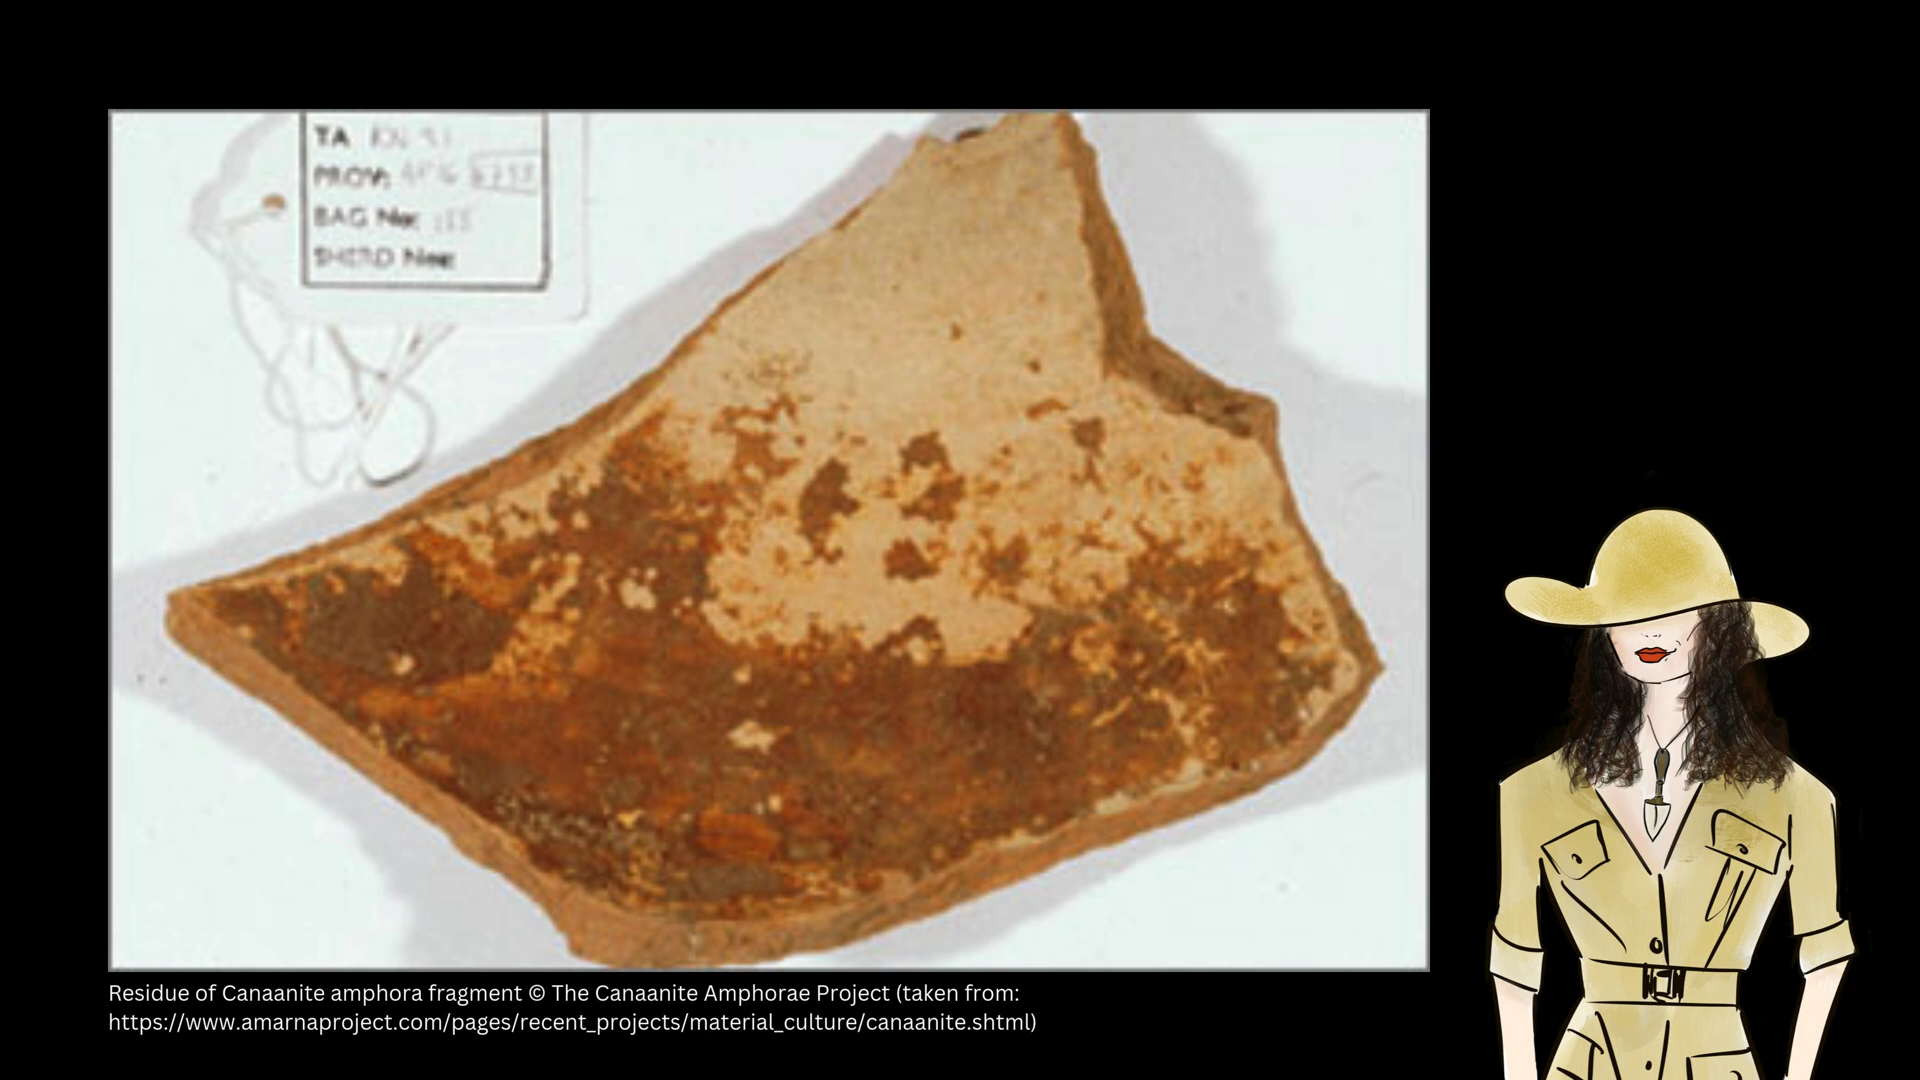 TA
PROV:
BAG No:
SHERD Nos:
Residue of Canaanite amphora fragment © The Canaanite Amphorae Project (taken from:
https://www.amarnaproject.com/pages/recent_projects/material_culture/canaanite.shtml)